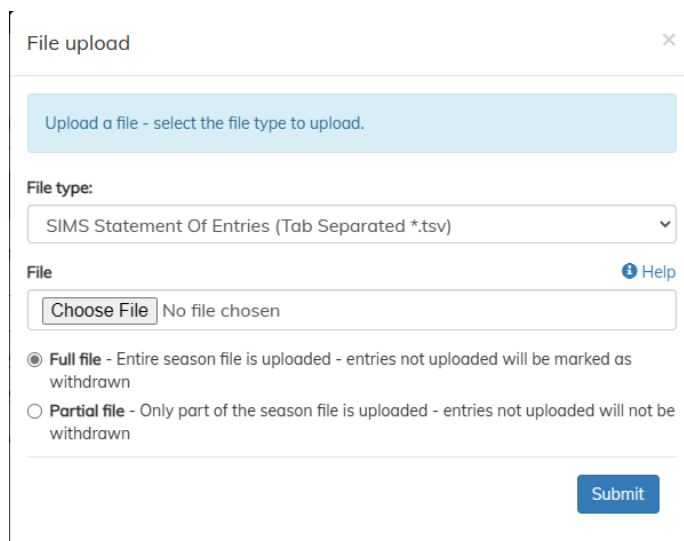 File upload
×
Upload a file - select the file type to upload.
File type:
SIMS Statement Of Entries (Tab Separated *.tsv)
File
Help
Choose File No file chosen
Full file - Entire season file is uploaded - entries not uploaded will be marked as
withdrawn
Partial file - Only part of the season file is uploaded - entries not uploaded will not be
withdrawn
Submit